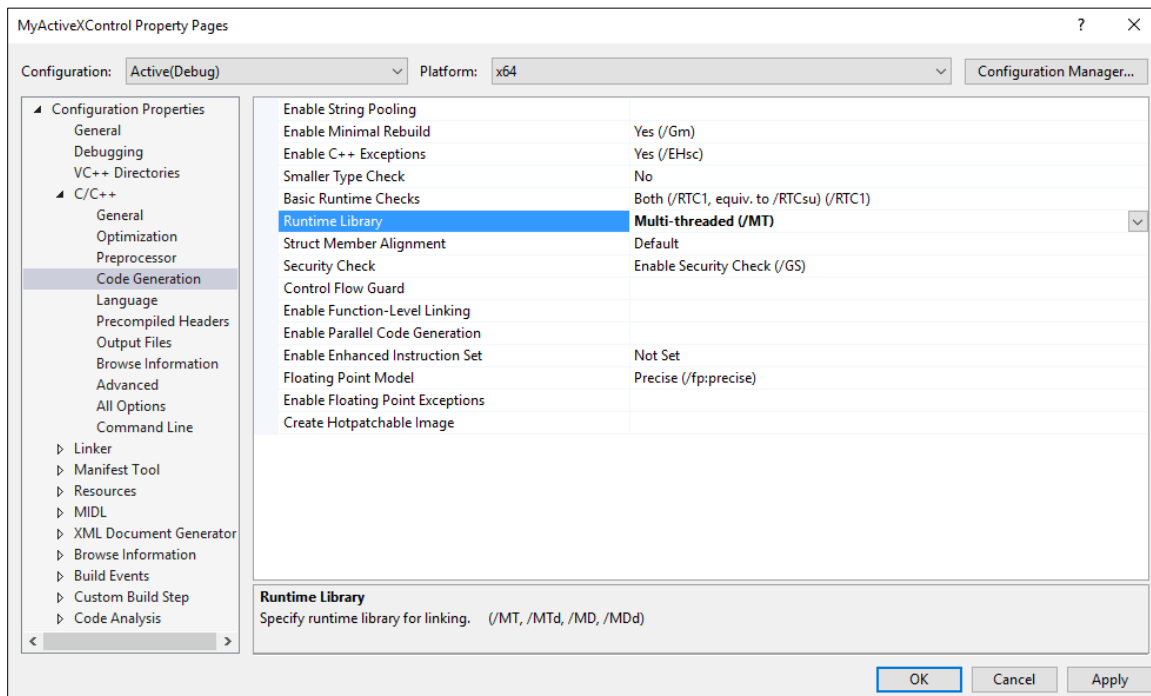 MyActiveXControl Property Pages
?
Configuration: Active(Debug) Platform: x64 Configuration Manager...
Configuration Properties
General
Debugging
VC++ Directories
C/C++
General
Optimization
Preprocessor
Code Generation
Language
Precompiled Headers
Output Files
Browse Information
Advanced
All Options
Command Line
Linker
Manifest Tool
Resources
MIDL
XML Document Generator
Browse Information
Build Events
Custom Build Step
Code Analysis
Enable String Pooling
Enable Minimal Rebuild Yes (/Gm)
Enable C++ Exceptions Yes (/EHsc)
Smaller Type Check No
Basic Runtime Checks Both (/RTC1, equiv. to /RTCsu) (/RTC1)
Runtime Library Multi-threaded (/MT)
Struct Member Alignment Default
Security Check Enable Security Check (/GS)
Control Flow Guard
Enable Function-Level Linking
Enable Parallel Code Generation
Enable Enhanced Instruction Set Not Set
Floating Point Model Precise (/fp:precise)
Enable Floating Point Exceptions
Create Hotpatchable Image
Runtime Library
Specify runtime library for linking. (/MT, /MTd, /MD, /MDd)
OK Cancel Apply